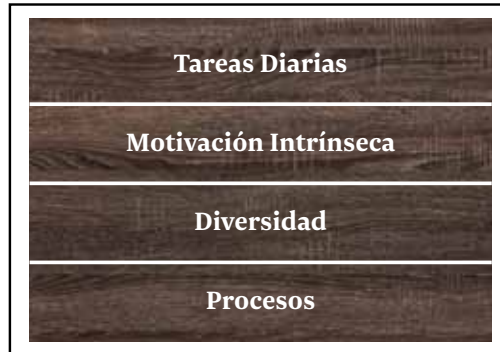 Tareas Diarias
Motivación Intrínseca
Diversidad
Procesos